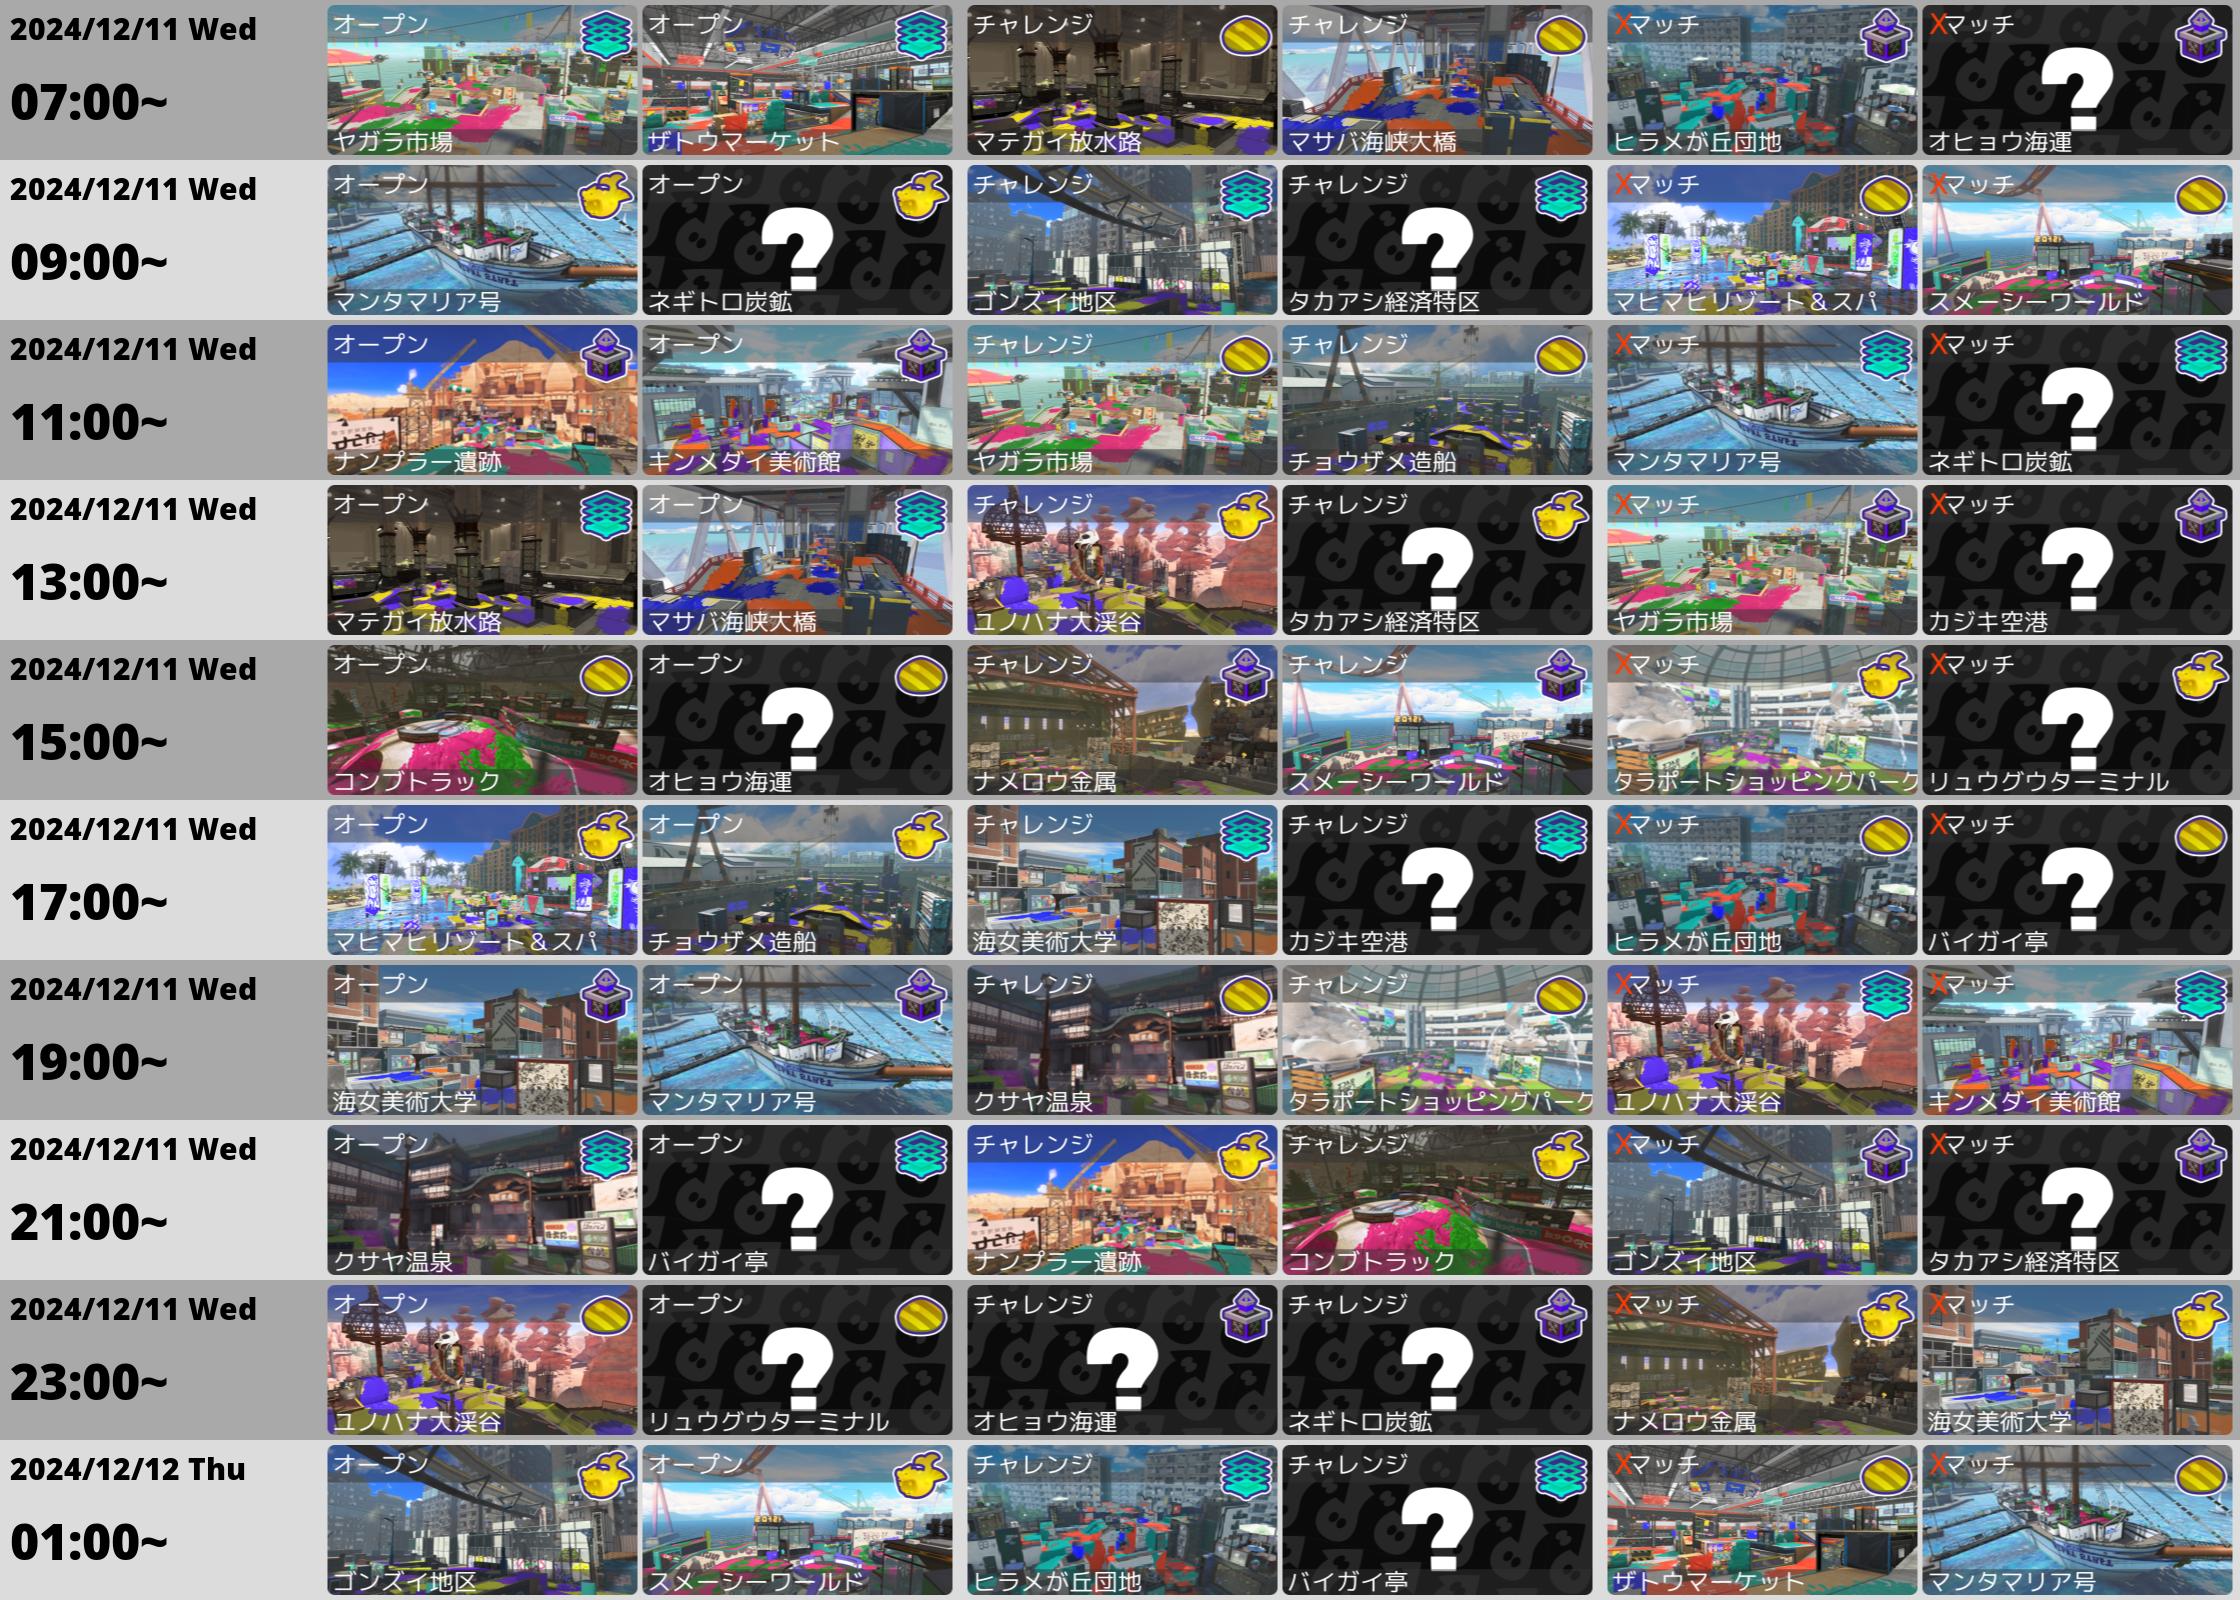 2024/12/11 Wed
07:00~
オープン
ヤガラ市場
オープン
ザトウマーケット
チャレンジ
マテガイ放水路
チャレンジ
マサバ海峡大橋
Xマッチ
ヒラメが丘団地
Xマッチ
?
オヒョウ海運
2024/12/11 Wed
09:00~
オープン
マンタマリア号
オープン
?
ネギトロ炭鉱
チャレンジ
ゴンズイ地区
チャレンジ
?
タカアシ経済特区
Xマッチ
マヒマヒリゾート＆スパ
Xマッチ
スメーシーワールド
2024/12/11 Wed
11:00~
オープン
ナンプラー遺跡
オープン
キンメダイ美術館
チャレンジ
ヤガラ市場
チャレンジ
チョウザメ造船
Xマッチ
マンタマリア号
Xマッチ
?
ネギトロ炭鉱
2024/12/11 Wed
13:00~
オープン
マテガイ放水路
オープン
マサバ海峡大橋
チャレンジ
ユノハナ大渓谷
チャレンジ
?
タカアシ経済特区
Xマッチ
ヤガラ市場
Xマッチ
?
カジキ空港
2024/12/11 Wed
15:00~
オープン
コンブトラック
オープン
?
オヒョウ海運
チャレンジ
ナメロウ金属
チャレンジ
スメーシーワールド
Xマッチ
タラポートショッピングパーク
Xマッチ
?
リュウグウターミナル
2024/12/11 Wed
17:00~
オープン
マヒマヒリゾート＆スパ
オープン
チョウザメ造船
チャレンジ
海女美術大学
チャレンジ
?
カジキ空港
Xマッチ
ヒラメが丘団地
Xマッチ
?
バイガイ亭
2024/12/11 Wed
19:00~
オープン
海女美術大学
オープン
マンタマリア号
チャレンジ
クサヤ温泉
チャレンジ
タラポートショッピングパーク
Xマッチ
ユノハナ大渓谷
Xマッチ
キンメダイ美術館
2024/12/11 Wed
21:00~
オープン
クサヤ温泉
オープン
?
バイガイ亭
チャレンジ
ナンプラー遺跡
チャレンジ
コンブトラック
Xマッチ
ゴンズイ地区
Xマッチ
?
タカアシ経済特区
2024/12/11 Wed
23:00~
オープン
ユノハナ大渓谷
オープン
?
リュウグウターミナル
チャレンジ
?
オヒョウ海運
チャレンジ
?
ネギトロ炭鉱
Xマッチ
ナメロウ金属
Xマッチ
海女美術大学
2024/12/12 Thu
01:00~
オープン
ゴンズイ地区
オープン
スメーシーワールド
チャレンジ
ヒラメが丘団地
チャレンジ
?
バイガイ亭
Xマッチ
ザトウマーケット
Xマッチ
マンタマリア号